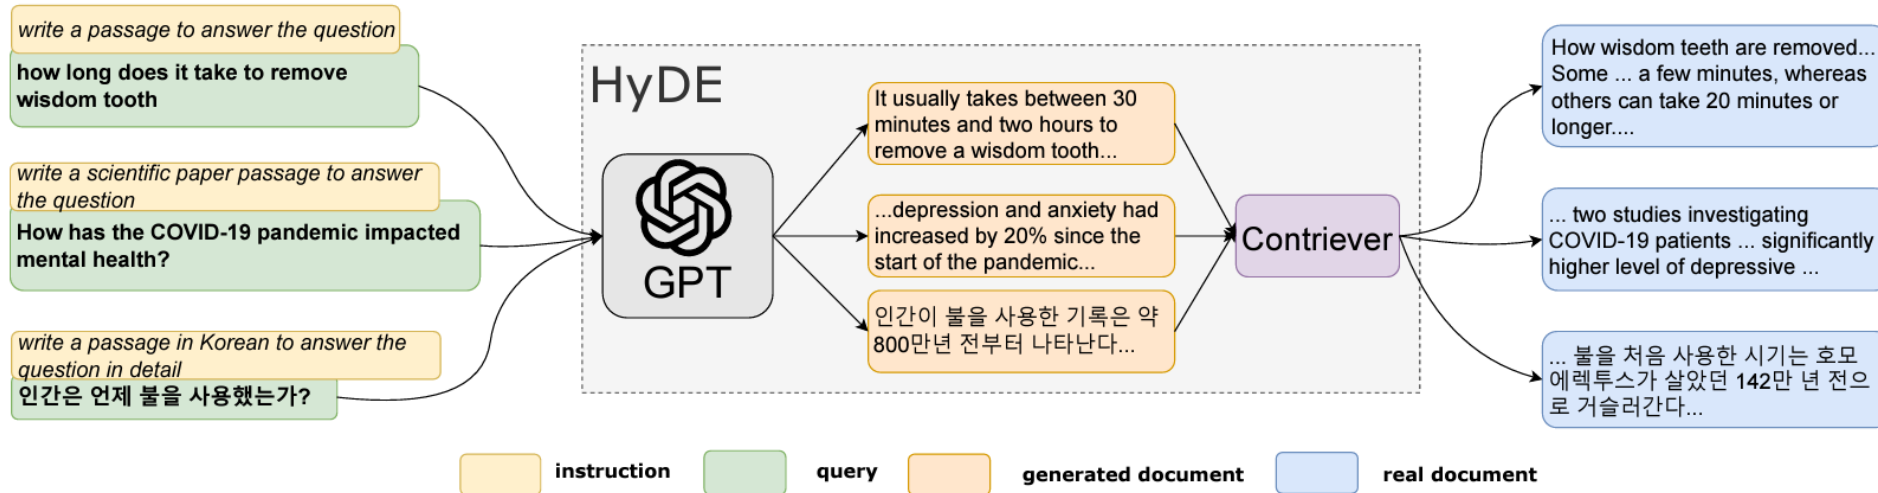 write a passage to answer the question
how long does it take to remove
wisdom tooth
write a scientific paper passage to answer
the question
How has the COVID-19 pandemic impacted
mental health?
write a passage in Korean to answer the
question in detail
인간은 언제 불을 사용했는가?
HyDE
GPT
It usually takes between 30
minutes and two hours to
remove a wisdom tooth...
...depression and anxiety had
increased by 20% since the
start of the pandemic...
인간이 불을 사용한 기록은 약
800만년 전부터 나타난다...
Contriever
How wisdom teeth are removed...
Some ... a few minutes, whereas
others can take 20 minutes or
longer....
... two studies investigating
COVID-19 patients ... significantly
higher level of depressive ...
... 불을 처음 사용한 시기는 호모
에렉투스가 살았던 142만 년 전으
로 거슬러간다...
instruction
query
generated document
real document